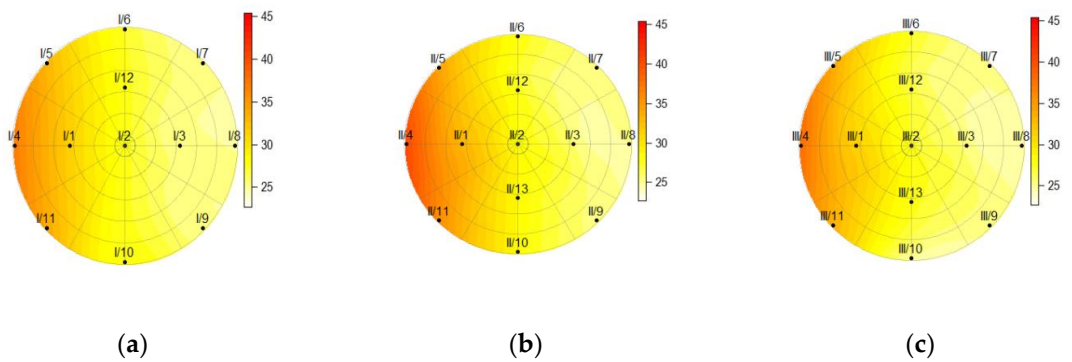 I/6
I/5
I/7
I/12
I/4
I/1
I/2
I/3
I/8
I/11
I/9
I/10
45
40
35
30
25
(a)
II/6
II/5
II/7
II/12
II/4
II/1
II/2
II/3
II/8
II/13
II/11
II/9
II/10
45
40
35
30
25
(b)
III/6
III/5
III/7
III/12
III/4
III/1
III/2
III/3
III/8
III/13
III/11
III/9
III/10
45
40
35
30
25
(c)